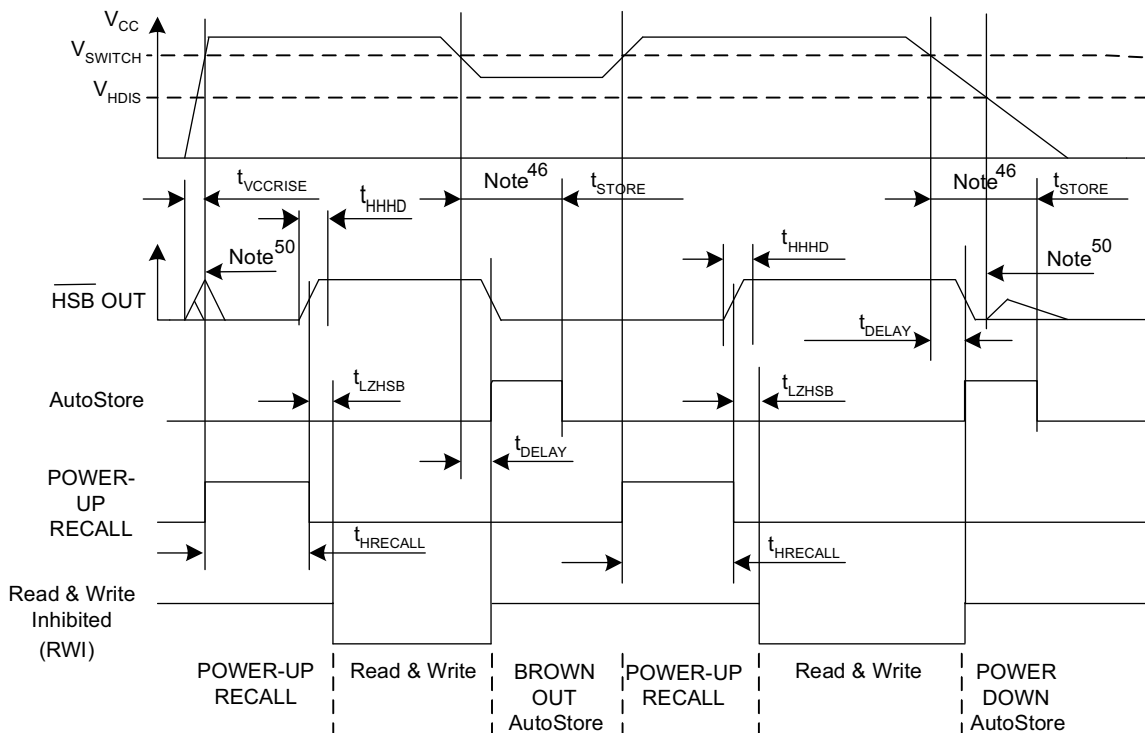 VCC
VSWITCH
VHDIS
tVCCRISE
Note46
tSTORE
Note46
tSTORE
tHHHD
Note50
tHHHD
Note50
HSB OUT
tDELAY
tLZHSB
tLZHSB
AutoStore
tDELAY
POWER-
UP
RECALL
tHRECALL
tHRECALL
Read & Write
Inhibited
(RWI)
POWER-UP
RECALL
Read & Write
BROWN
OUT
AutoStore
POWER-UP
RECALL
Read & Write
POWER
DOWN
AutoStore